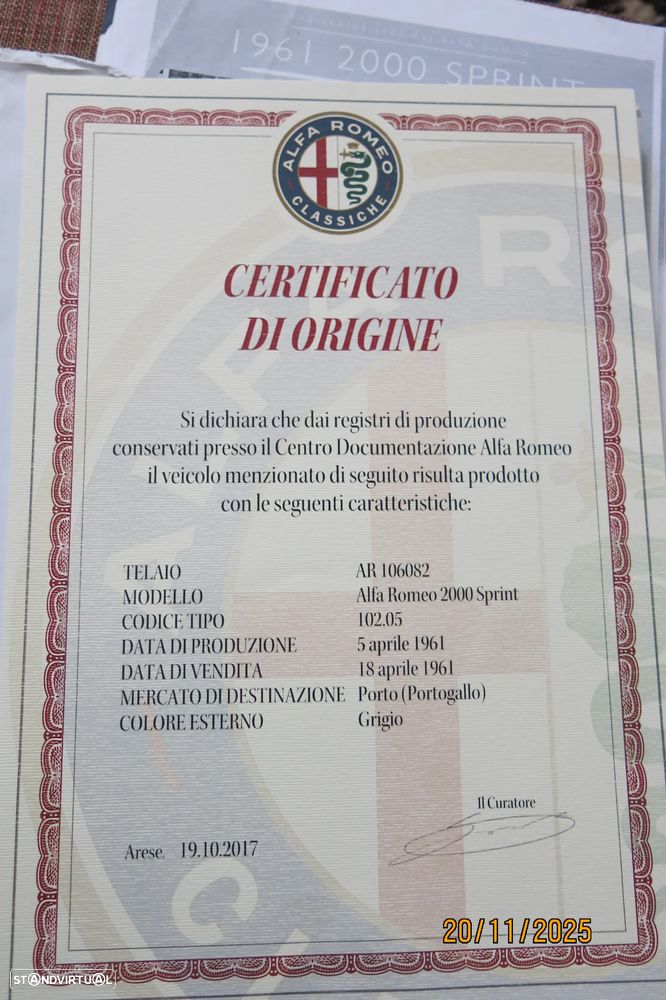 1961 2000 SPRINT
ALFA ROMEO
CLASSICHE
CERTIFICATO
DI ORIGINE
Si dichiara che dai registri di produzione
conservati presso il Centro Documentazione Alfa Romeo
il veicolo menzionato di seguito risulta prodotto
con le seguenti caratteristiche:
TELAIO AR 106082
MODELLO Alfa Romeo 2000 Sprint
CODICE TIPO 102.05
DATA DI PRODUZIONE 5 aprile 1961
DATA DI VENDITA 18 aprile 1961
MERCATO DI DESTINAZIONE Porto (Portogallo)
COLORE ESTERNO Grigio
Il Curatore
Arese, 19.10.2017
20/11/2025
STANDVIRTUAL